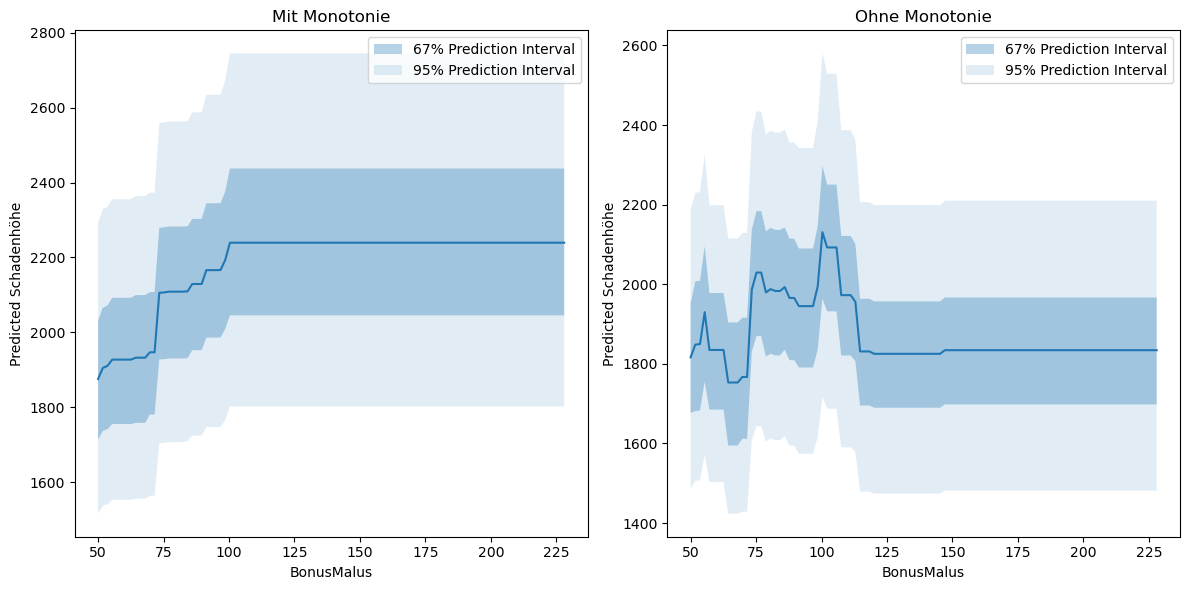 Mit Monotonie
67% Prediction Interval
95% Prediction Interval
2800
2600
2400
2200
2000
1800
1600
Predicted Schadenhöhe
50 75 100 125 150 175 200 225
BonusMalus
Ohne Monotonie
67% Prediction Interval
95% Prediction Interval
2600
2400
2200
2000
1800
1600
1400
Predicted Schadenhöhe
50 75 100 125 150 175 200 225
BonusMalus